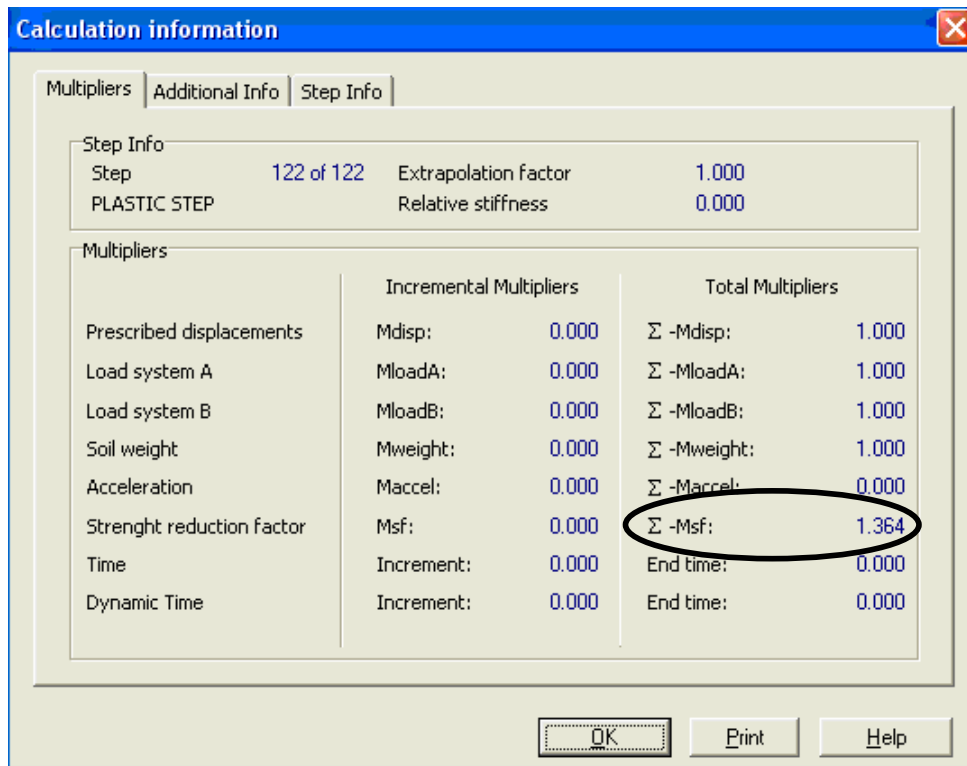 Calculation information
Multipliers Additional Info Step Info
Step Info
Step 122 of 122 Extrapolation factor 1.000
PLASTIC STEP Relative stiffness 0.000
Multipliers
Incremental Multipliers Total Multipliers
Prescribed displacements Mdisp: 0.000 Σ -Mdisp: 1.000
Load system A MloadA: 0.000 Σ -MloadA: 1.000
Load system B MloadB: 0.000 Σ -MloadB: 1.000
Soil weight Mweight: 0.000 Σ -Mweight: 1.000
Acceleration Maccel: 0.000 Σ -Maccel: 0.000
Strenght reduction factor Msf: 0.000 Σ -Msf: 1.364
Time Increment: 0.000 End time: 0.000
Dynamic Time Increment: 0.000 End time: 0.000
OK Print Help